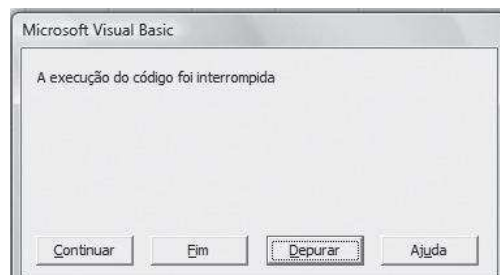 Microsoft Visual Basic
A execução do código foi interrompida
Continuar
Fim
Depurar
Ajuda